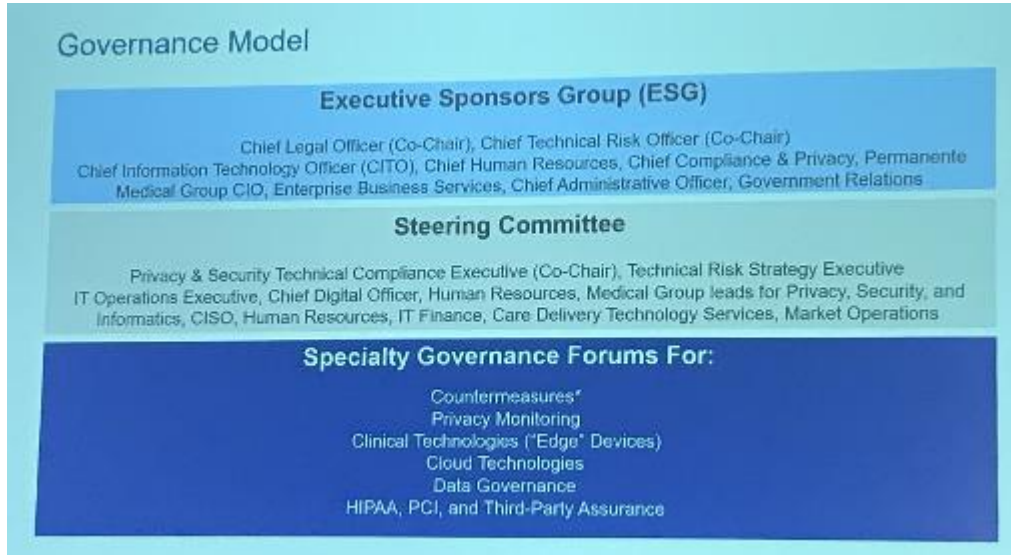 Governance Model
Executive Sponsors Group (ESG)
Chief Legal Officer (Co-Chair), Chief Technical Risk Officer (Co-Chair)
Chief Information Technology Officer (CITO), Chief Human Resources, Chief Compliance & Privacy, Permanente
Medical Group CIO, Enterprise Business Services, Chief Administrative Officer, Government Relations
Steering Committee
Privacy & Security Technical Compliance Executive (Co-Chair), Technical Risk Strategy Executive
IT Operations Executive, Chief Digital Officer, Human Resources, Medical Group leads for Privacy, Security, and
Informatics, CISO, Human Resources, IT Finance, Care Delivery Technology Services, Market Operations
Specialty Governance Forums For:
Countermeasures*
Privacy Monitoring
Clinical Technologies ("Edge" Devices)
Cloud Technologies
Data Governance
HIPAA, PCI, and Third-Party Assurance